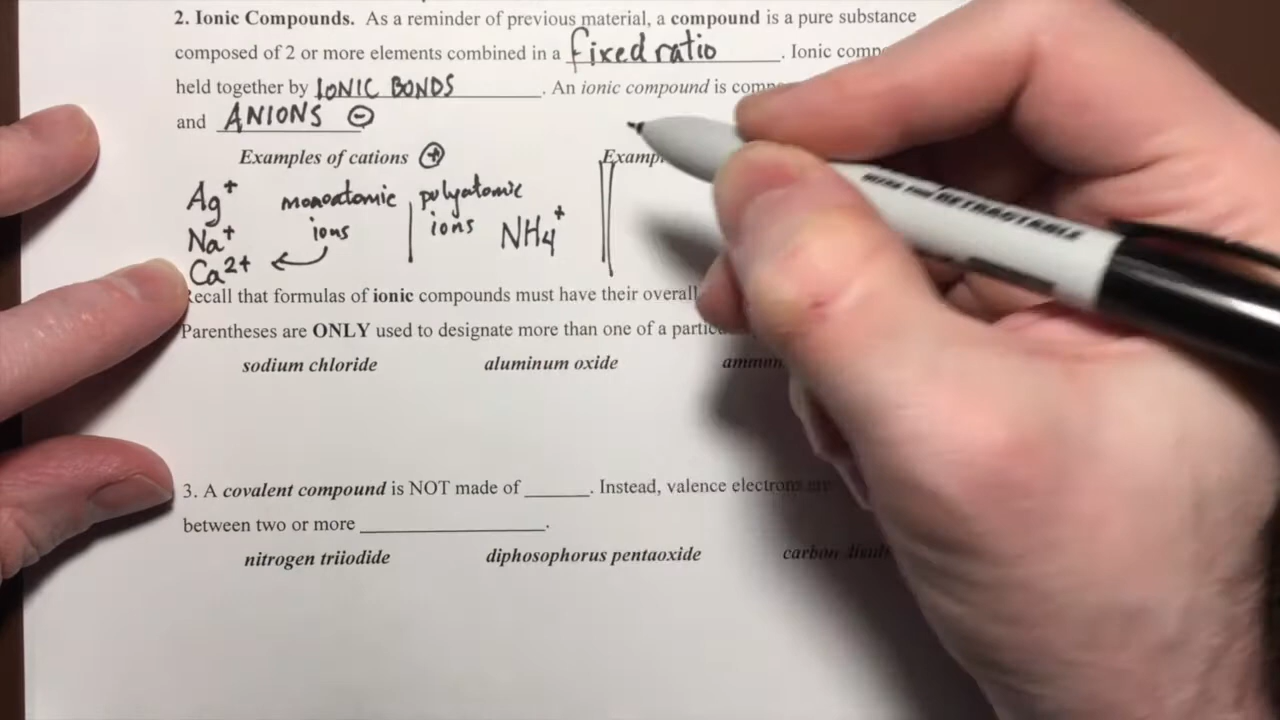 2. Ionic Compounds. As a reminder of previous material, a compound is a pure substance
composed of 2 or more elements combined in a fixed ratio. Ionic
held together by IONIC BONDS. An ionic compound is
and ANIONS ⊖
Examples of cations ⊕
Ag⁺ monoatomic ions polyatomic ions NH4⁺
Na⁺
Ca²⁺
Recall that formulas of ionic compounds must have their overall
Parentheses are ONLY used to designate more than one of a
sodium chloride aluminum oxide
3. A covalent compound is NOT made of ______. Instead, valence electrons are
between two or more __________________.
nitrogen triiodide diphosophorus pentaoxide carbon
RETRACTABLE